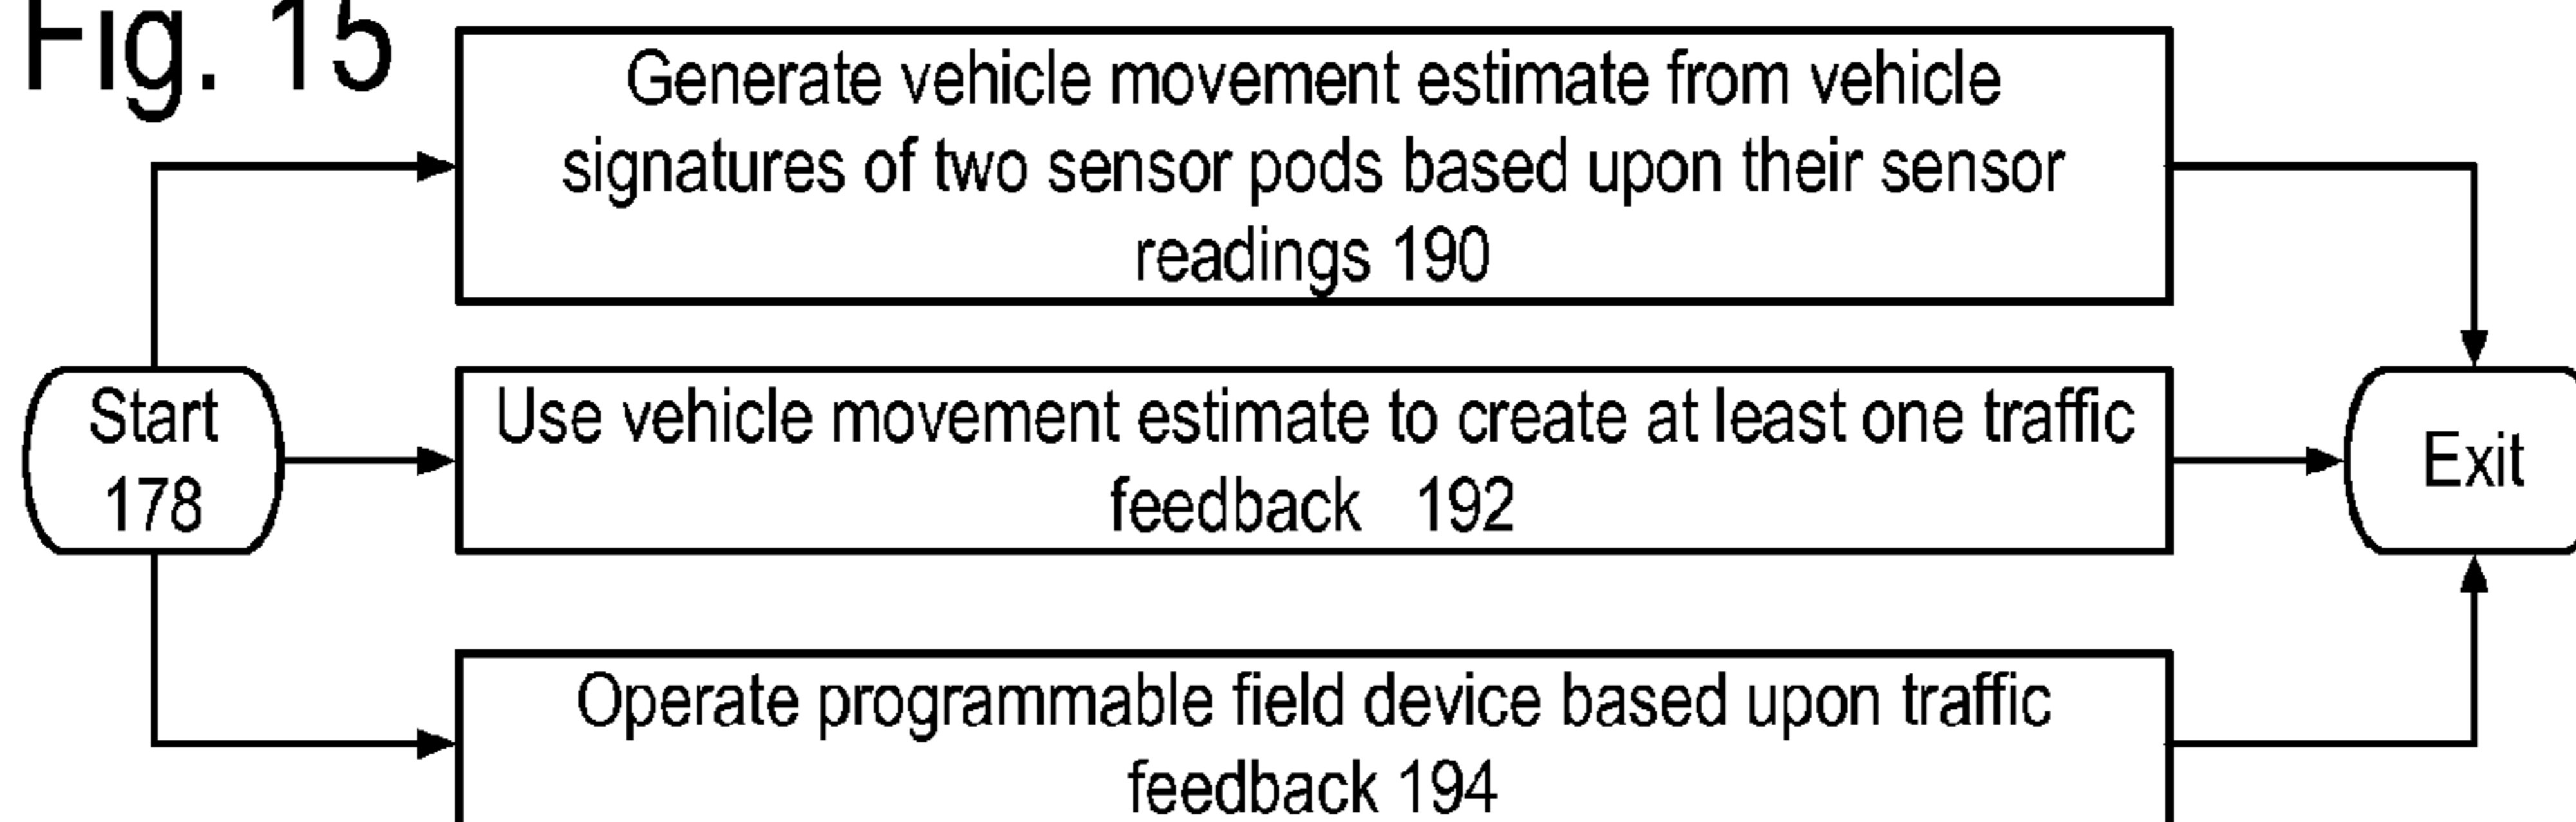 Fig. 15
Generate vehicle movement estimate from vehicle
signatures of two sensor pods based upon their sensor
readings 190
Start
178
Use vehicle movement estimate to create at least one traffic
feedback 192
Exit
Operate programmable field device based upon traffic
feedback 194